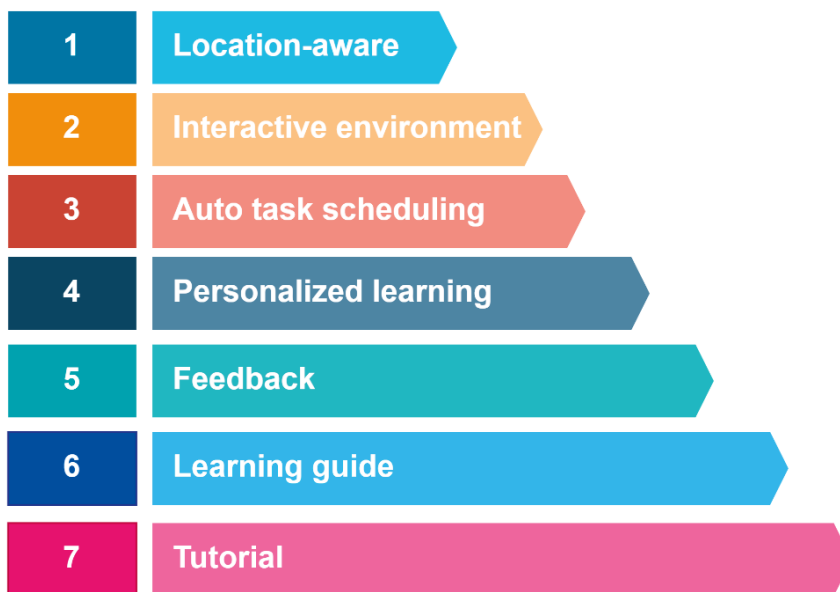 1 Location-aware
2 Interactive environment
3 Auto task scheduling
4 Personalized learning
5 Feedback
6 Learning guide
7 Tutorial